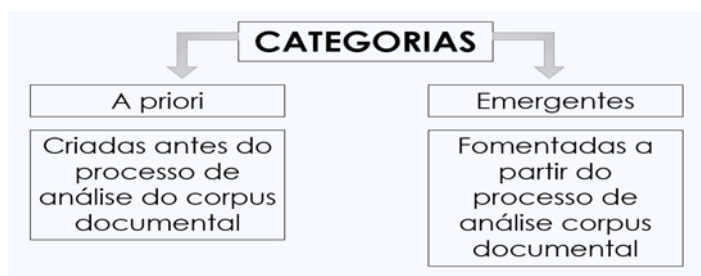 CATEGORIAS
A priori
Criadas antes do
processo de
análise do corpus
documental
Emergentes
Fomentadas a
partir do
processo de
análise corpus
documental